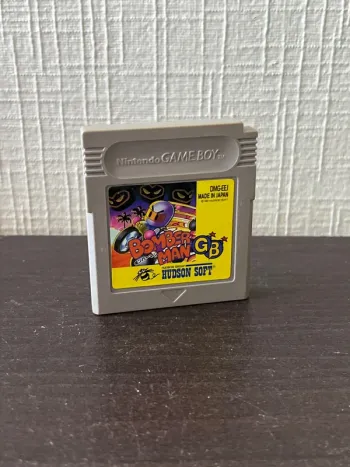 Nintendo GAME BOY
DMG-EEJ
MADE IN JAPAN
BOMBER
MAN
GB
HUDSON SOFT